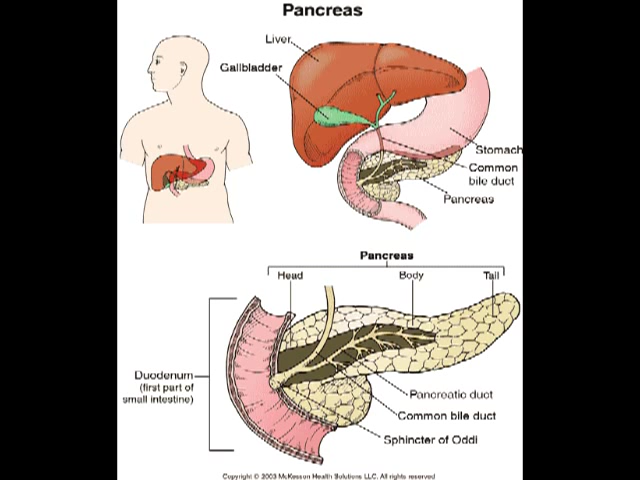 Pancreas
Liver
Gallbladder
Stomach
Common
bile duct
Pancreas
Pancreas
Head
Body
Tail
Duodenum
(first part of
small intestine)
Pancreatic duct
Common bile duct
Sphincter of Oddi
Copyright © 2003 McKesson Health Solutions LLC. All rights reserved